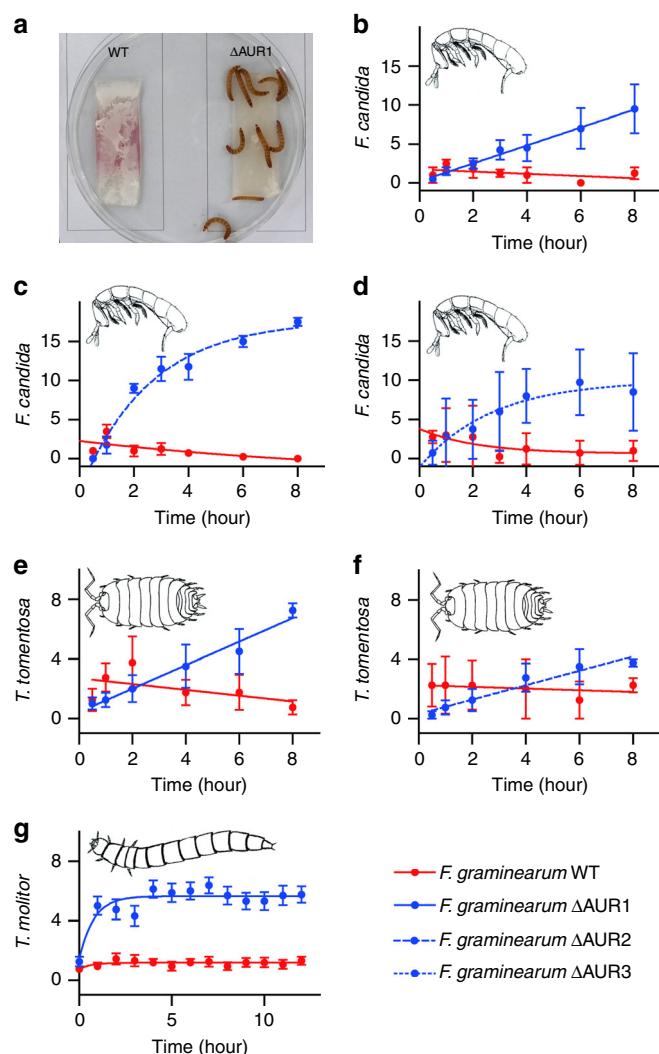 a
WT
ΔAUR1
b
F. candida
15
10
5
0
0 2 4 6 8
Time (hour)
c
F. candida
15
10
5
0
0 2 4 6 8
Time (hour)
d
F. candida
15
10
5
0
0 2 4 6 8
Time (hour)
e
T. tomentosa
8
4
0
0 2 4 6 8
Time (hour)
f
T. tomentosa
8
4
0
0 2 4 6 8
Time (hour)
g
T. molitor
8
4
0
0 5 10
Time (hour)
F. graminearum WT
F. graminearum ΔAUR1
F. graminearum ΔAUR2
F. graminearum ΔAUR3